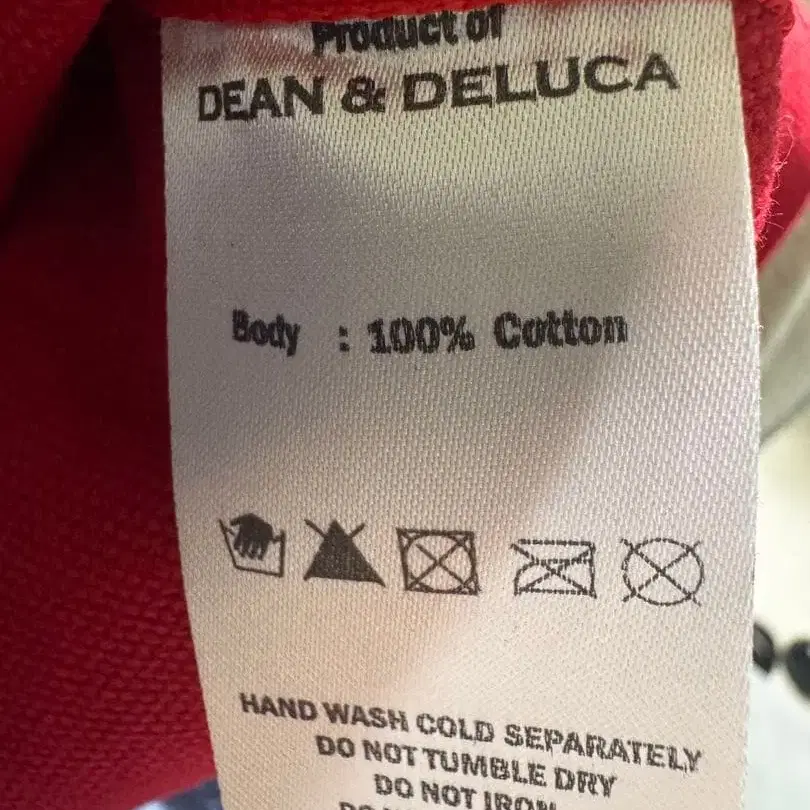 Product of
DEAN & DELUCA
Body : 100% Cotton
HAND WASH COLD SEPARATELY
DO NOT TUMBLE DRY
DO NOT IRON